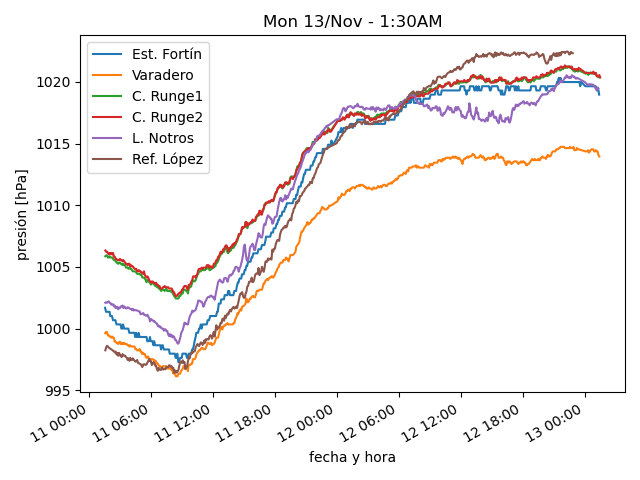 Mon 13/Nov - 1:30AM
Est. Fortín
Varadero
C. Runge1
C. Runge2
L. Notros
Ref. López
presión [hPa]
1020
1015
1010
1005
1000
995
11 00:00
11 06:00
11 12:00
11 18:00
12 00:00
12 06:00
12 12:00
12 18:00
13 00:00
fecha y hora